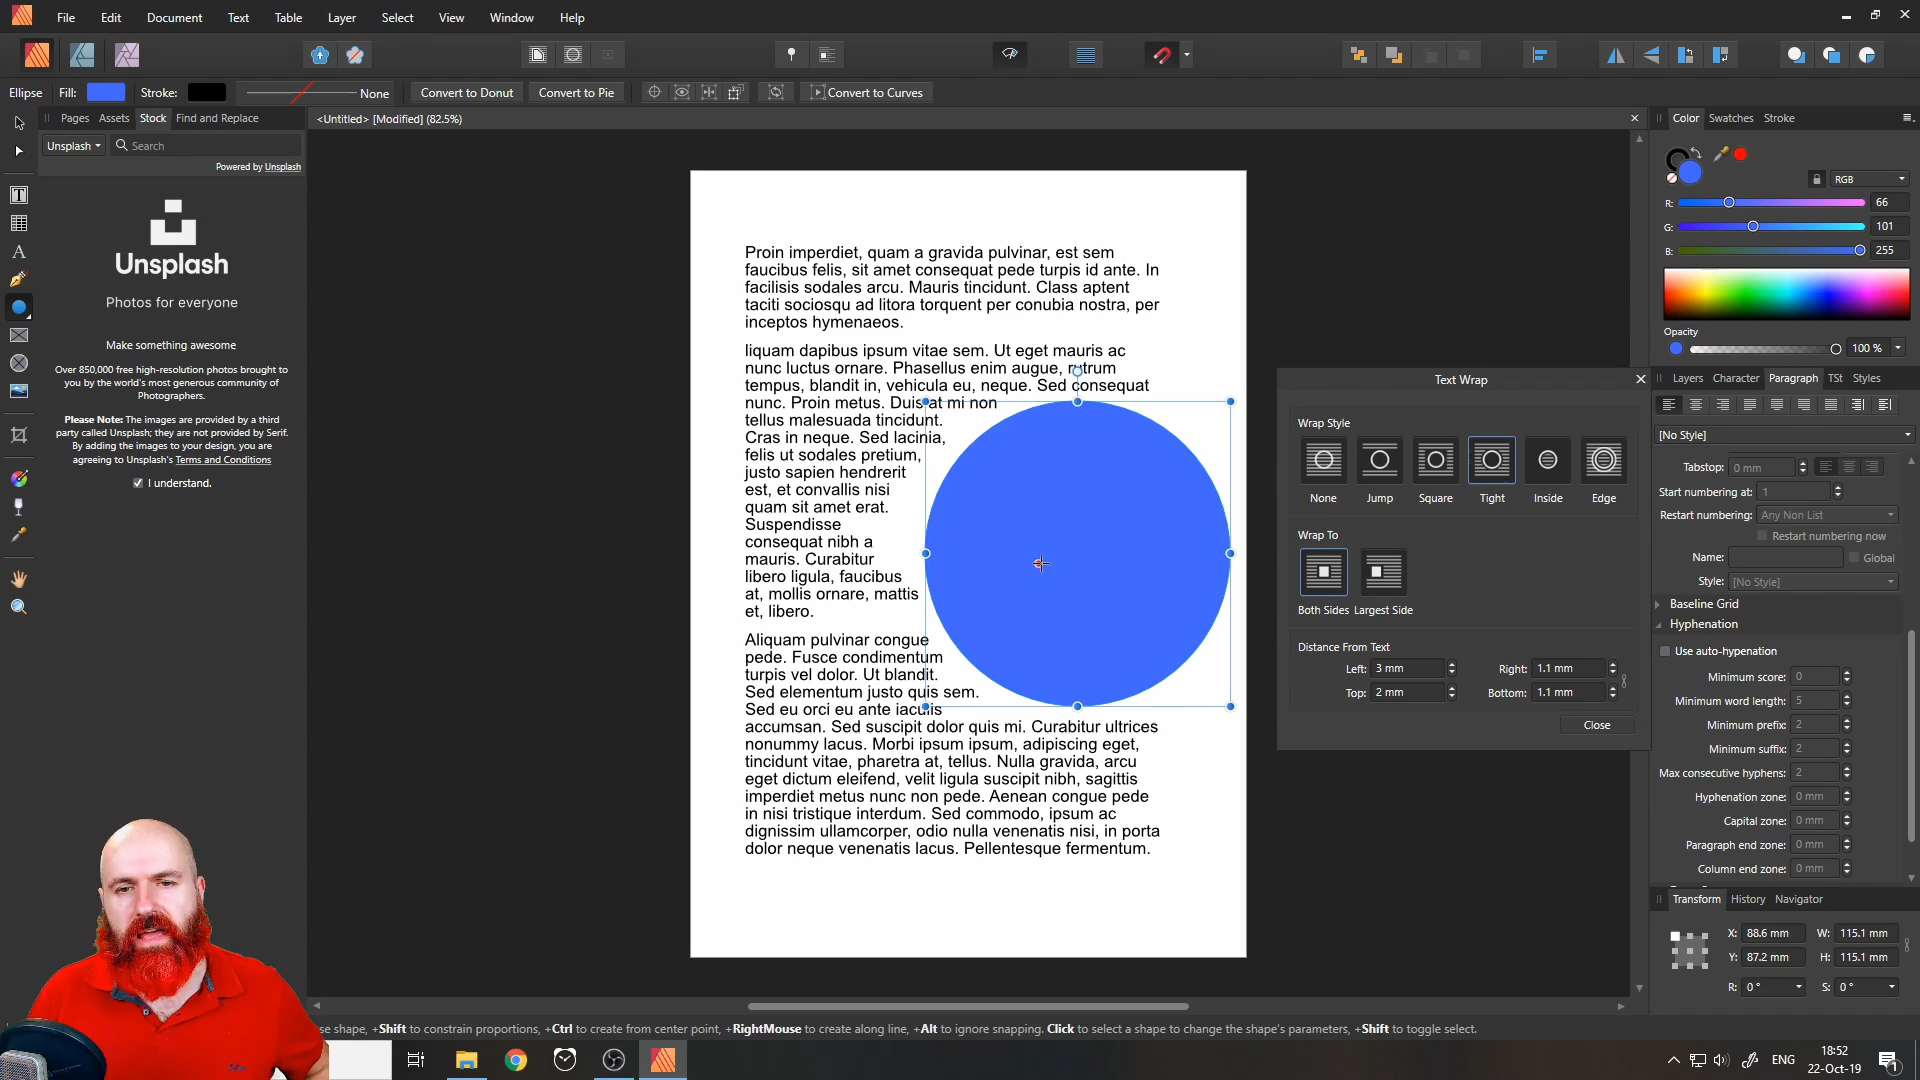 File Edit Document Text Table Layer Select View Window Help
Ellipse Fill: Stroke: None Convert to Donut Convert to Pie Convert to Curves
Pages Assets Stock Find and Replace
<Untitled> [Modified] (82.5%)
Unsplash Search
Powered by Unsplash
Unsplash
Photos for everyone
Make something awesome
Over 850,000 free high-resolution photos brought to
you by the world's most generous community of
Photographers.
Please Note: The images are provided by a third
party called Unsplash; they are not provided by Serif.
By adding the images to your design, you are
agreeing to Unsplash's Terms and Conditions
I understand.
Proin imperdiet, quam a gravida pulvinar, est sem
faucibus felis, sit amet consequat pede turpis id ante. In
facilisis sodales arcu. Mauris tincidunt. Class aptent
taciti sociosqu ad litora torquent per conubia nostra, per
inceptos hymenaeos.
liquam dapibus ipsum vitae sem. Ut eget mauris ac
nunc luctus ornare. Phasellus enim augue, rutrum
tempus, blandit in, vehicula eu, neque. Sed consequat
nunc. Proin metus. Duis at mi non
tellus malesuada tincidunt.
Cras in neque. Sed lacinia,
felis ut sodales pretium,
justo sapien hendrerit
est, et convallis nisi
quam sit amet erat.
Suspendisse
consequat nibh a
mauris. Curabitur
libero ligula, faucibus
at, mollis ornare, mattis
et, libero.
Aliquam pulvinar congue
pede. Fusce condimentum
turpis vel dolor. Ut blandit.
Sed elementum justo quis sem.
Sed eu orci eu ante iaculis
accumsan. Sed suscipit dolor quis mi. Curabitur ultrices
nonummy lacus. Morbi ipsum ipsum, adipiscing eget,
tincidunt vitae, pharetra at, tellus. Nulla gravida, arcu
eget dictum eleifend, velit ligula suscipit nibh, sagittis
imperdiet metus nunc non pede. Aenean congue pede
in nisi tristique interdum. Sed commodo, ipsum ac
dignissim ullamcorper, odio nulla venenatis nisi, in porta
dolor neque venenatis lacus. Pellentesque fermentum.
Text Wrap
Wrap Style
None Jump Square Tight Inside Edge
Wrap To
Both Sides Largest Side
Distance From Text
Left: 3 mm Right: 1.1 mm
Top: 2 mm Bottom: 1.1 mm
Close
Color Swatches Stroke
RGB
R: 66
G: 101
B: 255
Opacity
100 %
Layers Character Paragraph TSt Styles
[No Style]
Tabstop: 0 mm
Start numbering at: 1
Restart numbering: Any Non List
Restart numbering now
Name: Global
Style: [No Style]
Baseline Grid
Hyphenation
Use auto-hypenation
Minimum score: 0
Minimum word length: 5
Minimum prefix: 2
Minimum suffix: 2
Max consecutive hyphens: 2
Hyphenation zone: 0 mm
Capital zone: 0 mm
Paragraph end zone: 0 mm
Column end zone: 0 mm
Transform History Navigator
X: 88.6 mm W: 115.1 mm
Y: 87.2 mm H: 115.1 mm
R: 0 ° S: 0 °
shape, +Shift to constrain proportions, +Ctrl to create from center point, +RightMouse to create along line, +Alt to ignore snapping. Click to select a shape to change the shape's parameters, +Shift to toggle select.
ENG
18:52
22-Oct-19
1